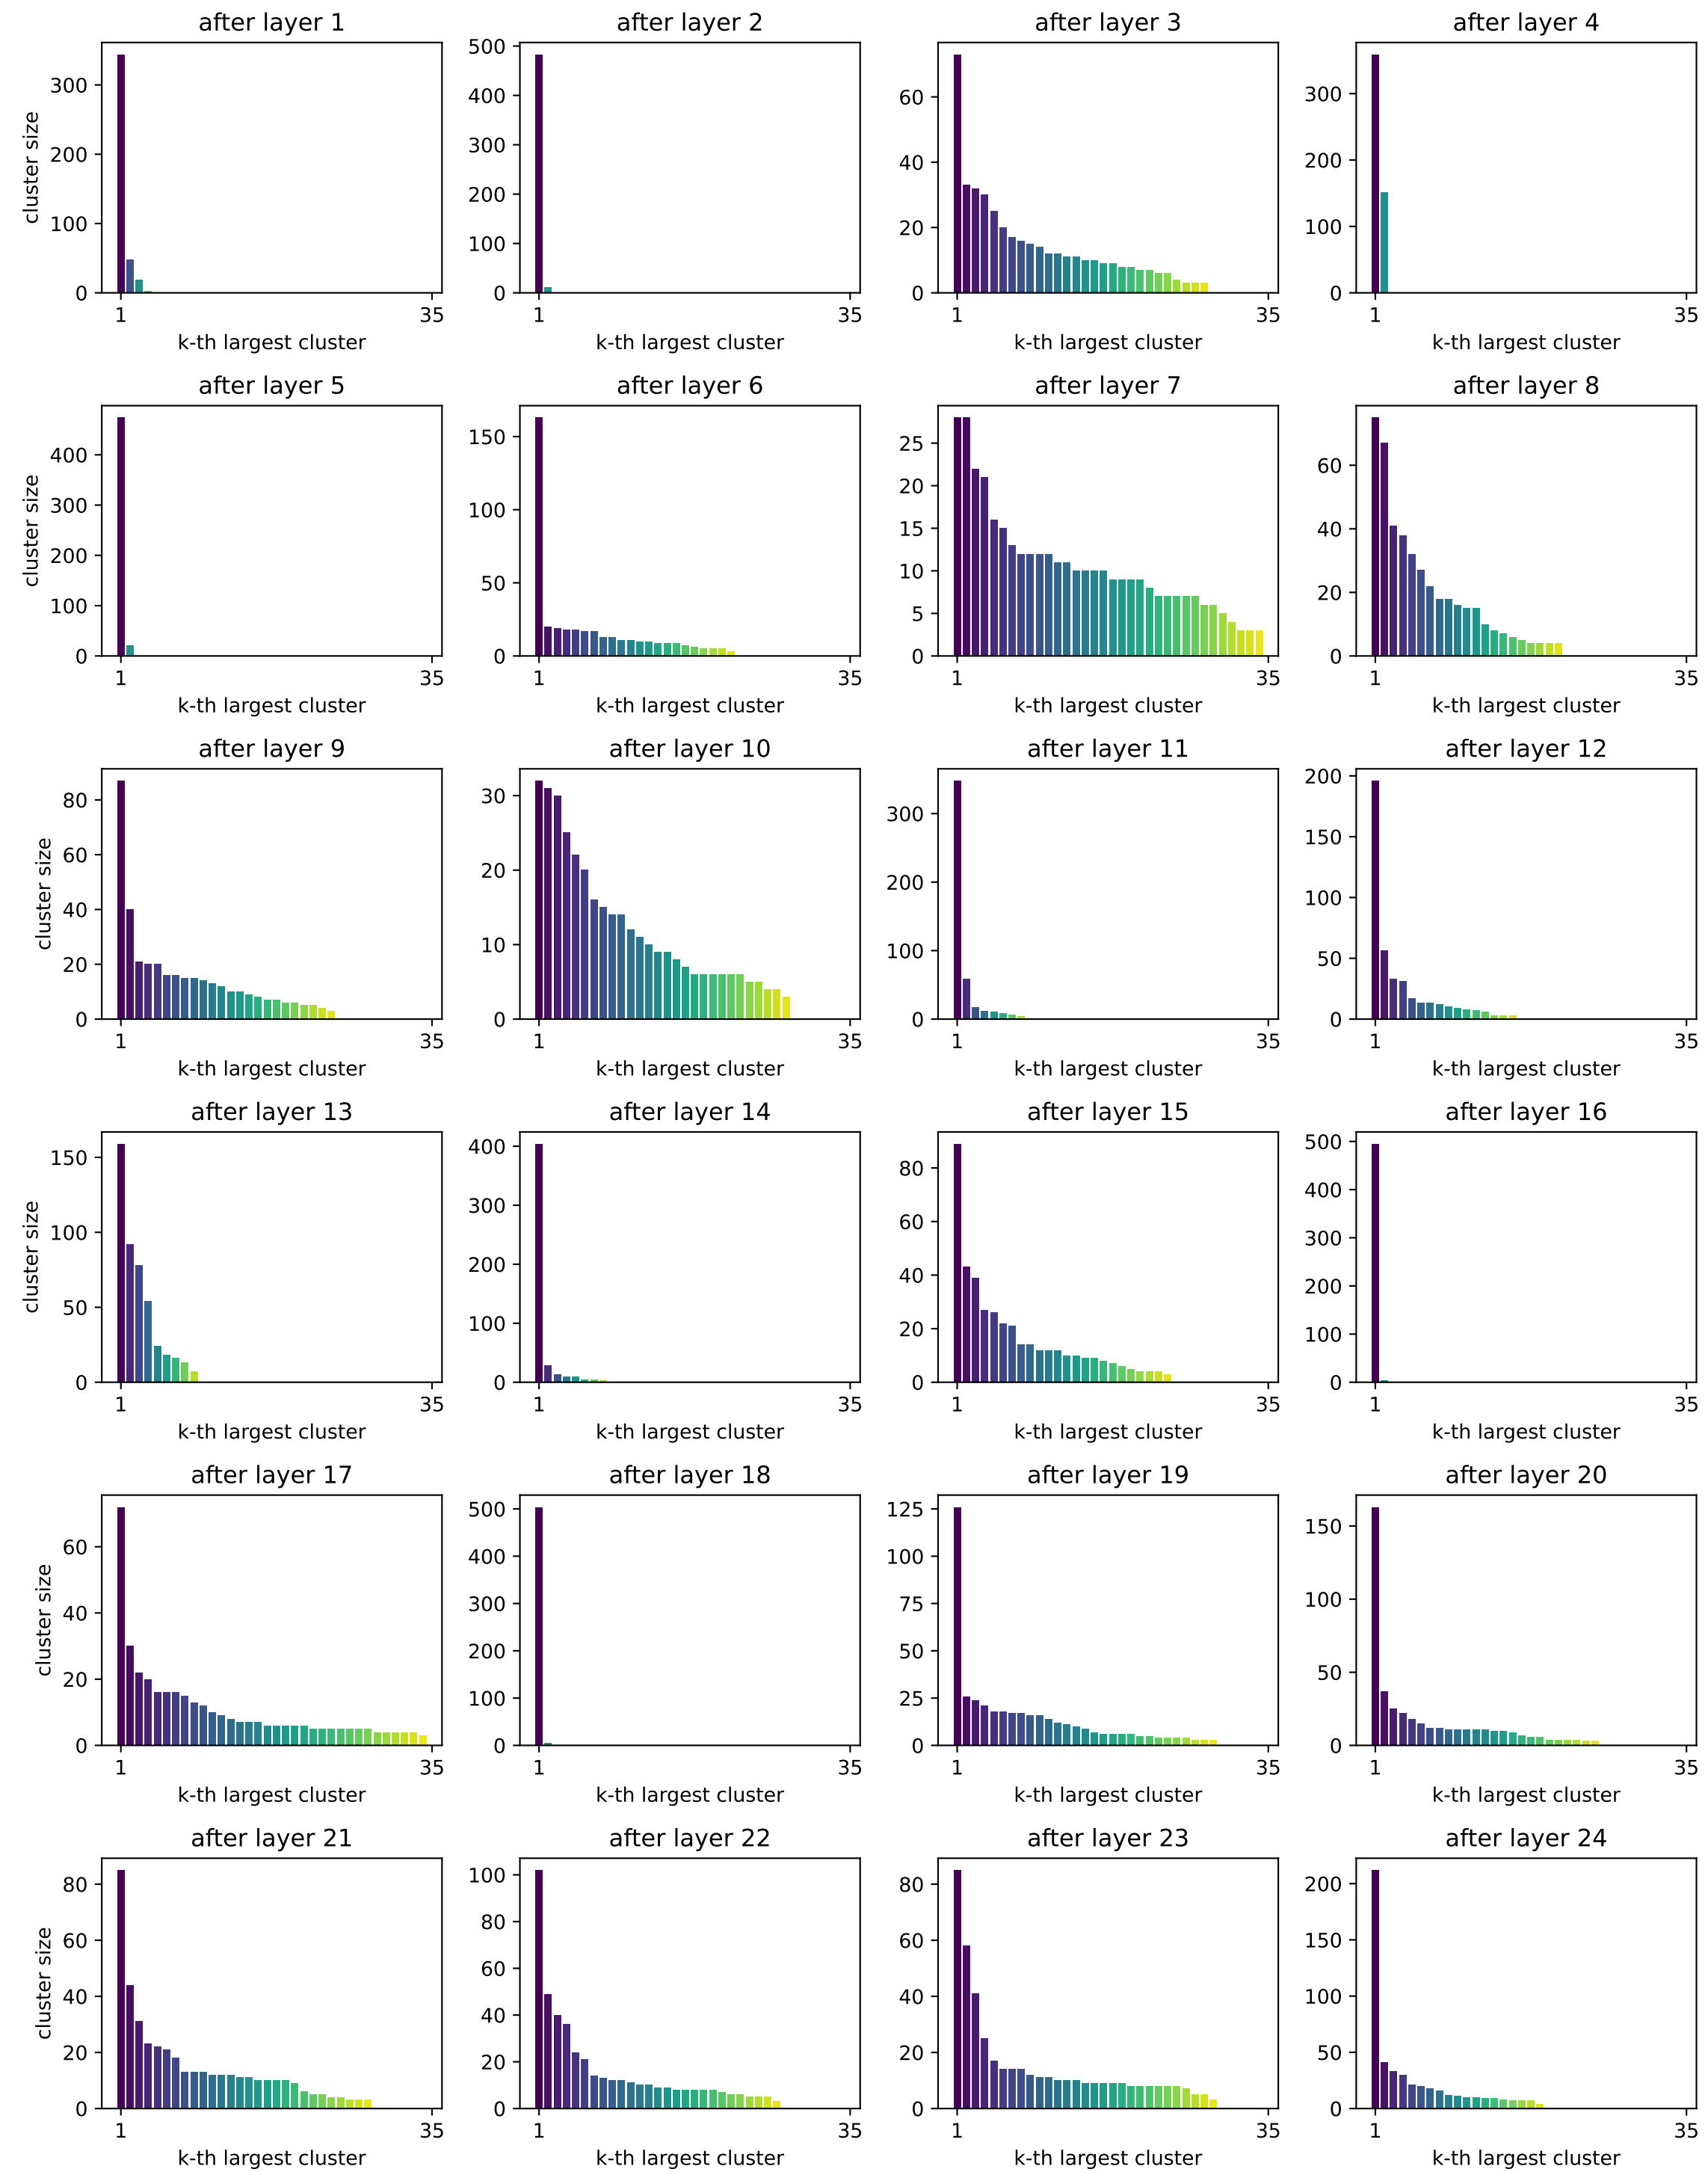 after layer 1
300
200
100
0
cluster size
1 35
k-th largest cluster
after layer 2
500
400
300
200
100
0
1 35
k-th largest cluster
after layer 3
60
40
20
0
1 35
k-th largest cluster
after layer 4
300
200
100
0
1 35
k-th largest cluster
after layer 5
400
300
200
100
0
cluster size
1 35
k-th largest cluster
after layer 6
150
100
50
0
1 35
k-th largest cluster
after layer 7
25
20
15
10
5
0
1 35
k-th largest cluster
after layer 8
60
40
20
0
1 35
k-th largest cluster
after layer 9
80
60
40
20
0
cluster size
1 35
k-th largest cluster
after layer 10
30
20
10
0
1 35
k-th largest cluster
after layer 11
300
200
100
0
1 35
k-th largest cluster
after layer 12
200
150
100
50
0
1 35
k-th largest cluster
after layer 13
150
100
50
0
cluster size
1 35
k-th largest cluster
after layer 14
400
300
200
100
0
1 35
k-th largest cluster
after layer 15
80
60
40
20
0
1 35
k-th largest cluster
after layer 16
500
400
300
200
100
0
1 35
k-th largest cluster
after layer 17
60
40
20
0
cluster size
1 35
k-th largest cluster
after layer 18
500
400
300
200
100
0
1 35
k-th largest cluster
after layer 19
125
100
75
50
25
0
1 35
k-th largest cluster
after layer 20
150
100
50
0
1 35
k-th largest cluster
after layer 21
80
60
40
20
0
cluster size
1 35
k-th largest cluster
after layer 22
100
80
60
40
20
0
1 35
k-th largest cluster
after layer 23
80
60
40
20
0
1 35
k-th largest cluster
after layer 24
200
150
100
50
0
1 35
k-th largest cluster